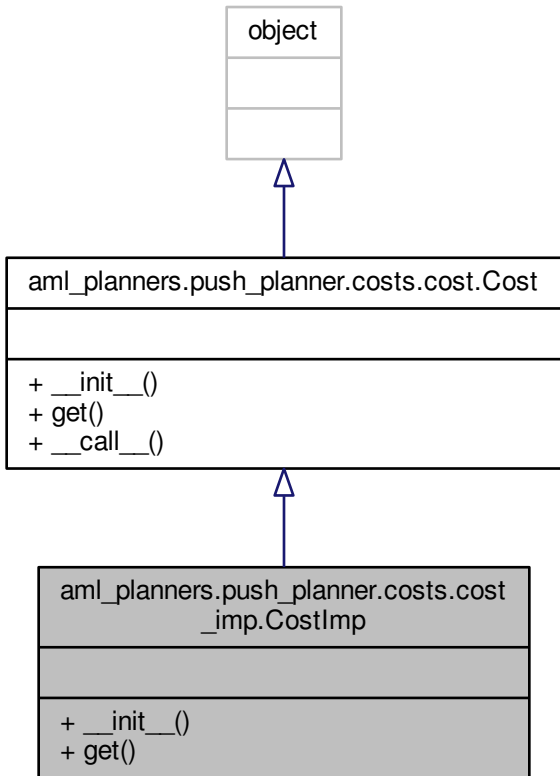 object
aml_planners.push_planner.costs.cost.Cost
+ __init__()
+ get()
+ __call__()
aml_planners.push_planner.costs.cost
_imp.CostImp
+ __init__()
+ get()